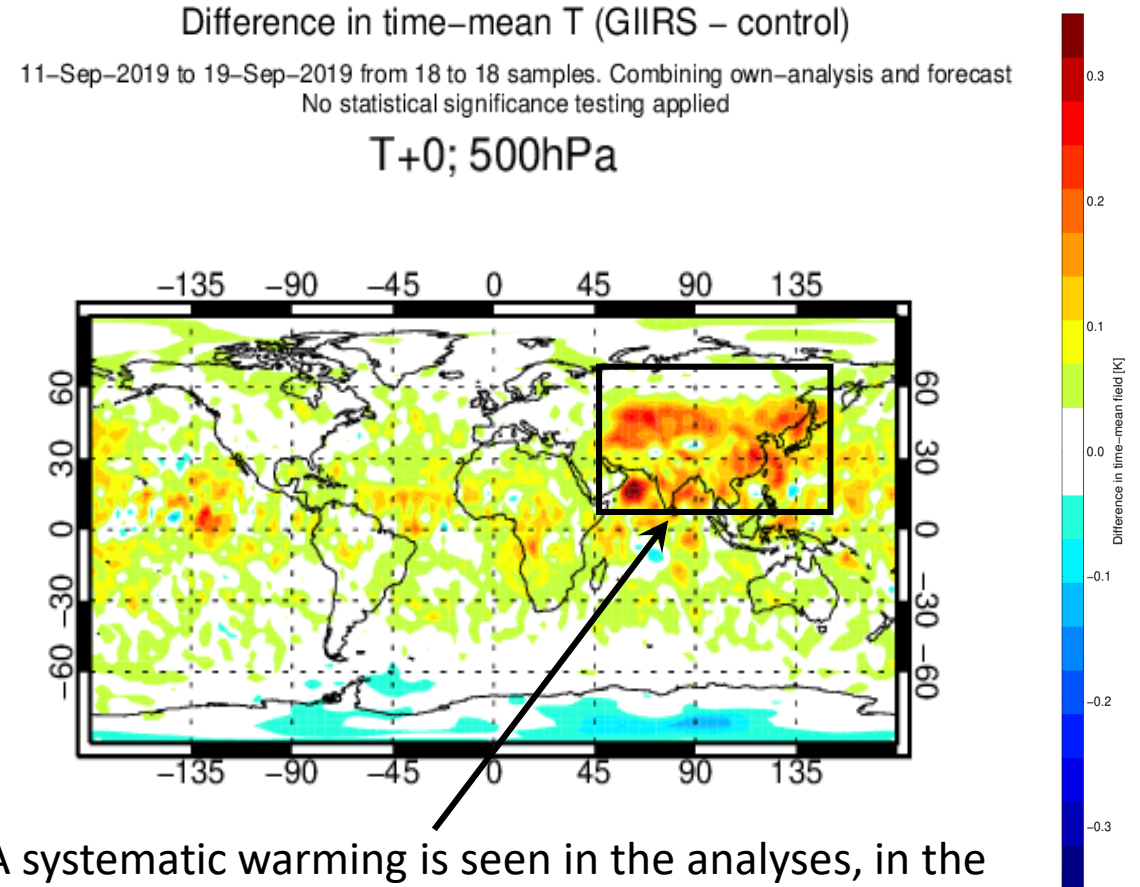 Difference in time−mean T (GIIRS − control)
11−Sep−2019 to 19−Sep−2019 from 18 to 18 samples. Combining own−analysis and forecast
No statistical significance testing applied
T+0; 500hPa
−135 −90 −45 0 45 90 135
60 60
30 30
0 0
−30 −30
−60 −60
−135 −90 −45 0 45 90 135
0.3
0.2
0.1
0.0
−0.1
−0.2
−0.3
Difference in time−mean field [K]
A systematic warming is seen in the analyses, in the